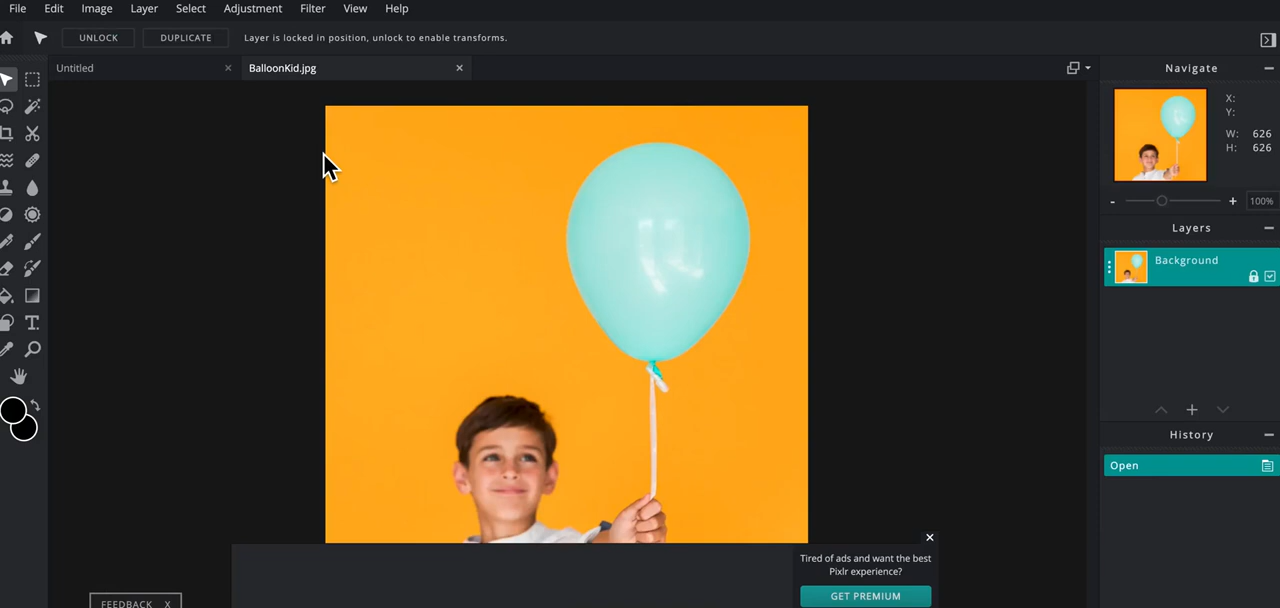 File Edit Image Layer Select Adjustment Filter View Help
UNLOCK DUPLICATE Layer is locked in position, unlock to enable transforms.
Untitled × BalloonKid.jpg ×
Navigate
X:
Y:
W: 626
H: 626
- + 100%
Layers
Background
History
Open
Tired of ads and want the best
Pixlr experience?
GET PREMIUM
FEEDBACK X